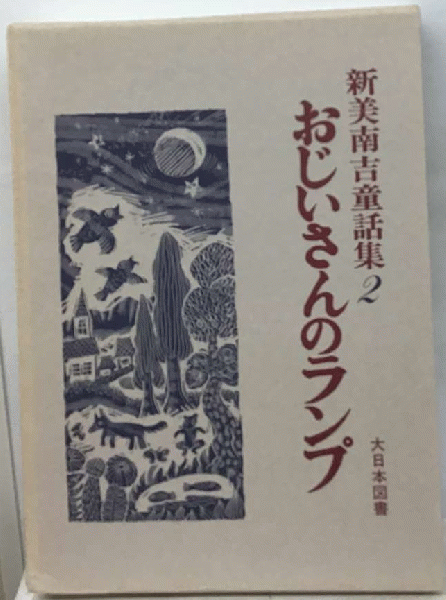 新美南吉童話集2
おじいさんのランプ
大日本図書